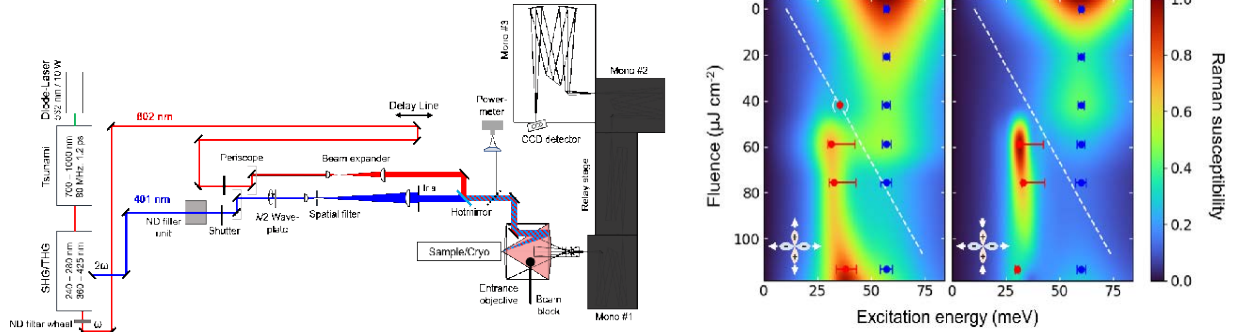 Diode-Laser
532 nm / 10 W
Tsunami
700 – 1000 nm
80 MHz, 1.2 ps
SHG/THG
240 – 280 nm
360 – 425 nm
ND filter wheel
ω
2ω
802 nm
401 nm
Delay Line
Periscope
Beam expander
ND filter
unit
Shutter
λ/2 Wave-
plate
Spatial filter
Iris
Hotmirror
Power-
meter
CCD detector
Mono #3
Mono #2
Relay stage
Mono #1
Sample/Cryo
Entrance
objective
Beam
block
Fluence (μJ cm-2)
0
20
40
60
80
100
0
25
50
75
0
25
50
75
Excitation energy (meV)
1.0
0.8
0.6
0.4
0.2
0.0
Raman susceptibility